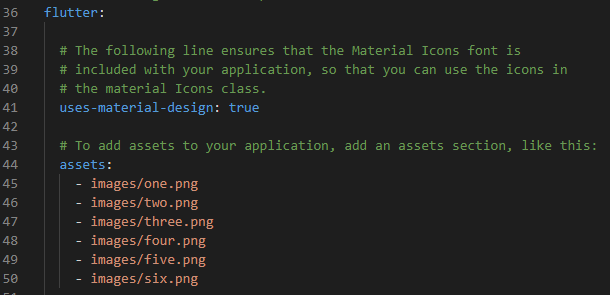 36 flutter:
37
38 # The following line ensures that the Material Icons font is
39 # included with your application, so that you can use the icons in
40 # the material Icons class.
41 uses-material-design: true
42
43 # To add assets to your application, add an assets section, like this:
44 assets:
45 - images/one.png
46 - images/two.png
47 - images/three.png
48 - images/four.png
49 - images/five.png
50 - images/six.png